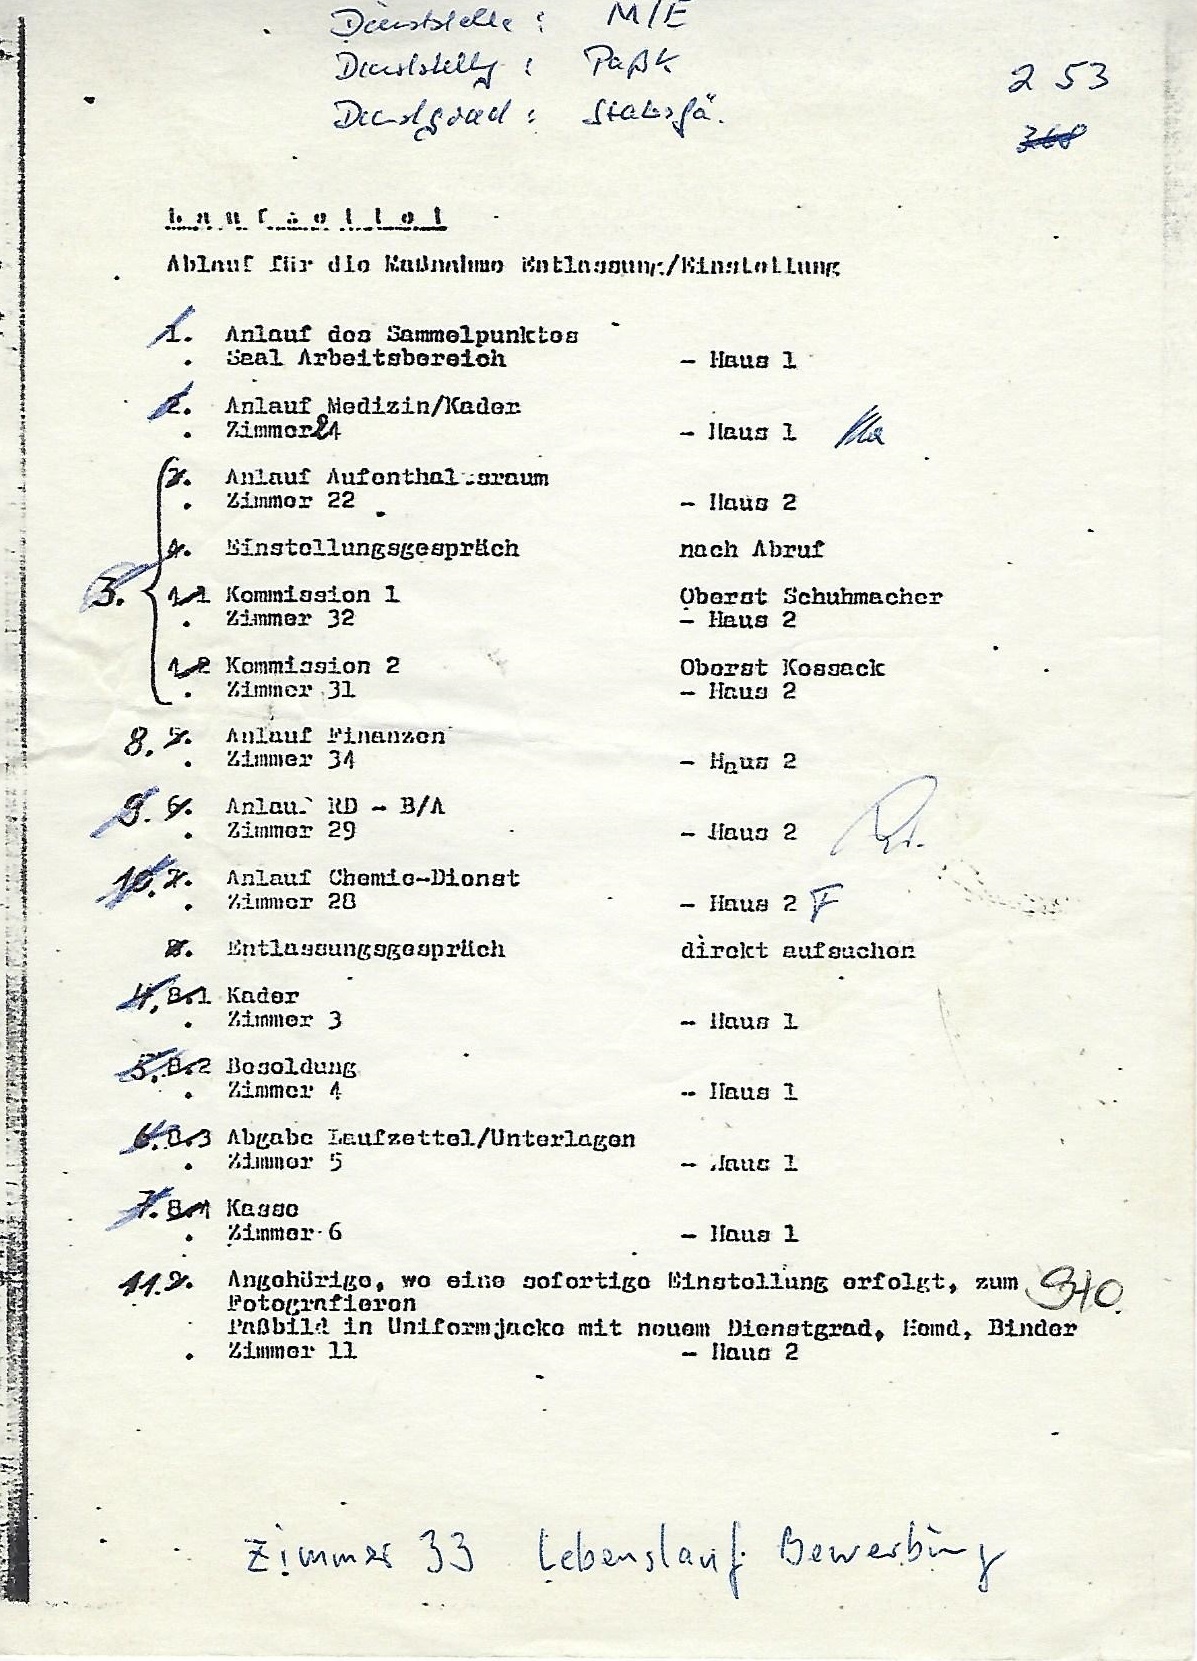 Dienststelle : M/E
Dienststellg : Paßk
Dienstgrad : Stabsfä.
2 53
360
Laufzettel
Ablauf für die Maßnahme Entlassung/Einstellung
1. Anlauf des Sammelpunktes
. Saal Arbeitsbereich - Haus 1
2. Anlauf Medizin/Kader
. Zimmer 21 - Haus 1
3. Anlauf Aufenthaltsraum
. Zimmer 22 - Haus 2
4. Einstellungsgespräch nach Abruf
3. 1.1 Kommission 1 Oberst Schuhmacher
. Zimmer 32 - Haus 2
1.2 Kommission 2 Oberst Kossack
. Zimmer 31 - Haus 2
8. 5. Anlauf Finanzen
. Zimmer 34 - Haus 2
9. 6. Anlauf RD - B/A
. Zimmer 29 - Haus 2
10. 7. Anlauf Chemie-Dienst
. Zimmer 28 - Haus 2 F
8. Entlassungsgespräch direkt aufsuchen
4. 8.1 Kader
. Zimmer 3 - Haus 1
5. 8.2 Besoldung
. Zimmer 4 - Haus 1
6. 8.3 Abgabe Laufzettel/Unterlagen
. Zimmer 5 - Haus 1
7. 8.4 Kasse
. Zimmer 6 - Haus 1
11. 9. Angehörige, wo eine sofortige Einstellung erfolgt, zum
Fotografieren
Paßbild in Uniformjacke mit neuem Dienstgrad, Hemd, Binder
. Zimmer 11 - Haus 2
Zimmer 33 Lebenslauf Bewerbung